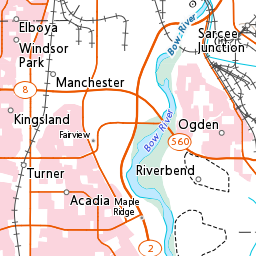 Elboya
Windsor
Park
Bow River
Sarcee
Junction
Manchester
8
Kingsland
Fairview
Ogden
Bow River
560
Turner
Riverbend
Acadia
Maple
Ridge
2